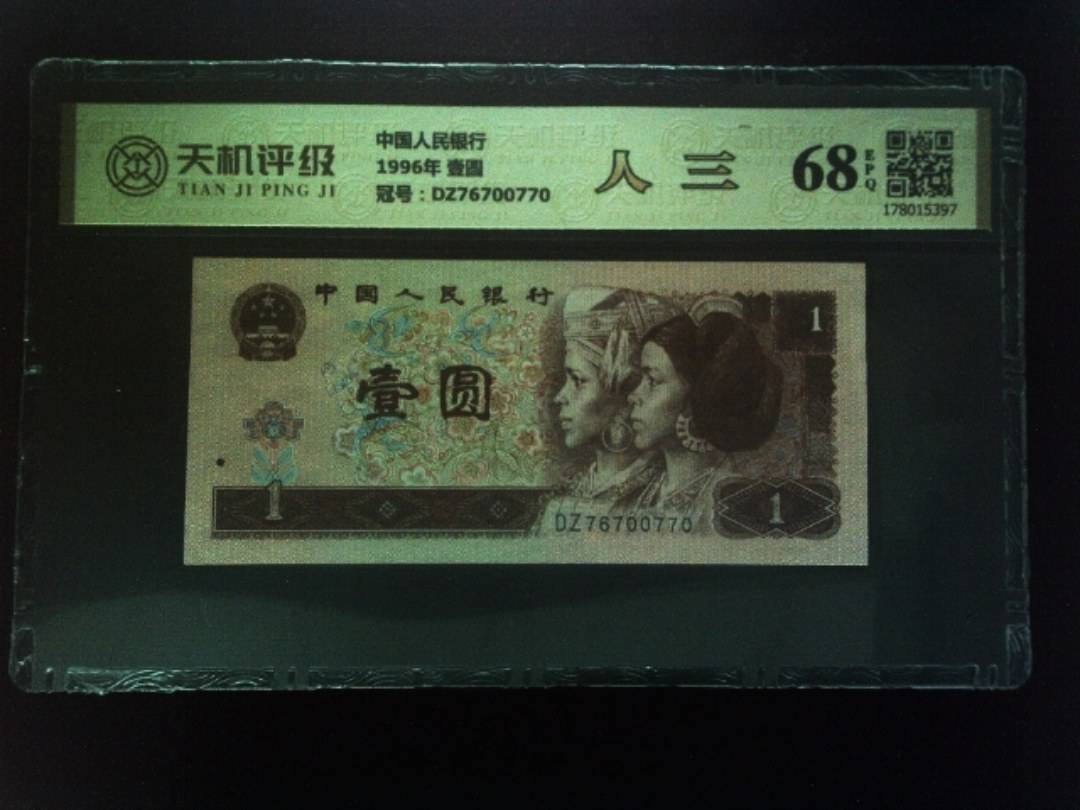 天机评级
TIAN JI PING JI
中国人民银行
1996年 壹圆
冠号：DZ76700770
人三
68
EPQ
178015397
中国人民银行
1
壹圆
1
DZ76700770
1